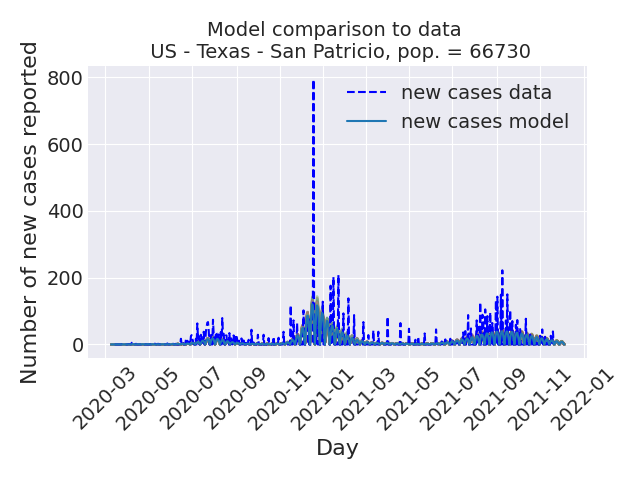 Model comparison to data
US - Texas - San Patricio, pop. = 66730
Number of new cases reported
800
600
400
200
0
new cases data
new cases model
2020-03
2020-05
2020-07
2020-09
2020-11
2021-01
2021-03
2021-05
2021-07
2021-09
2021-11
2022-01
Day